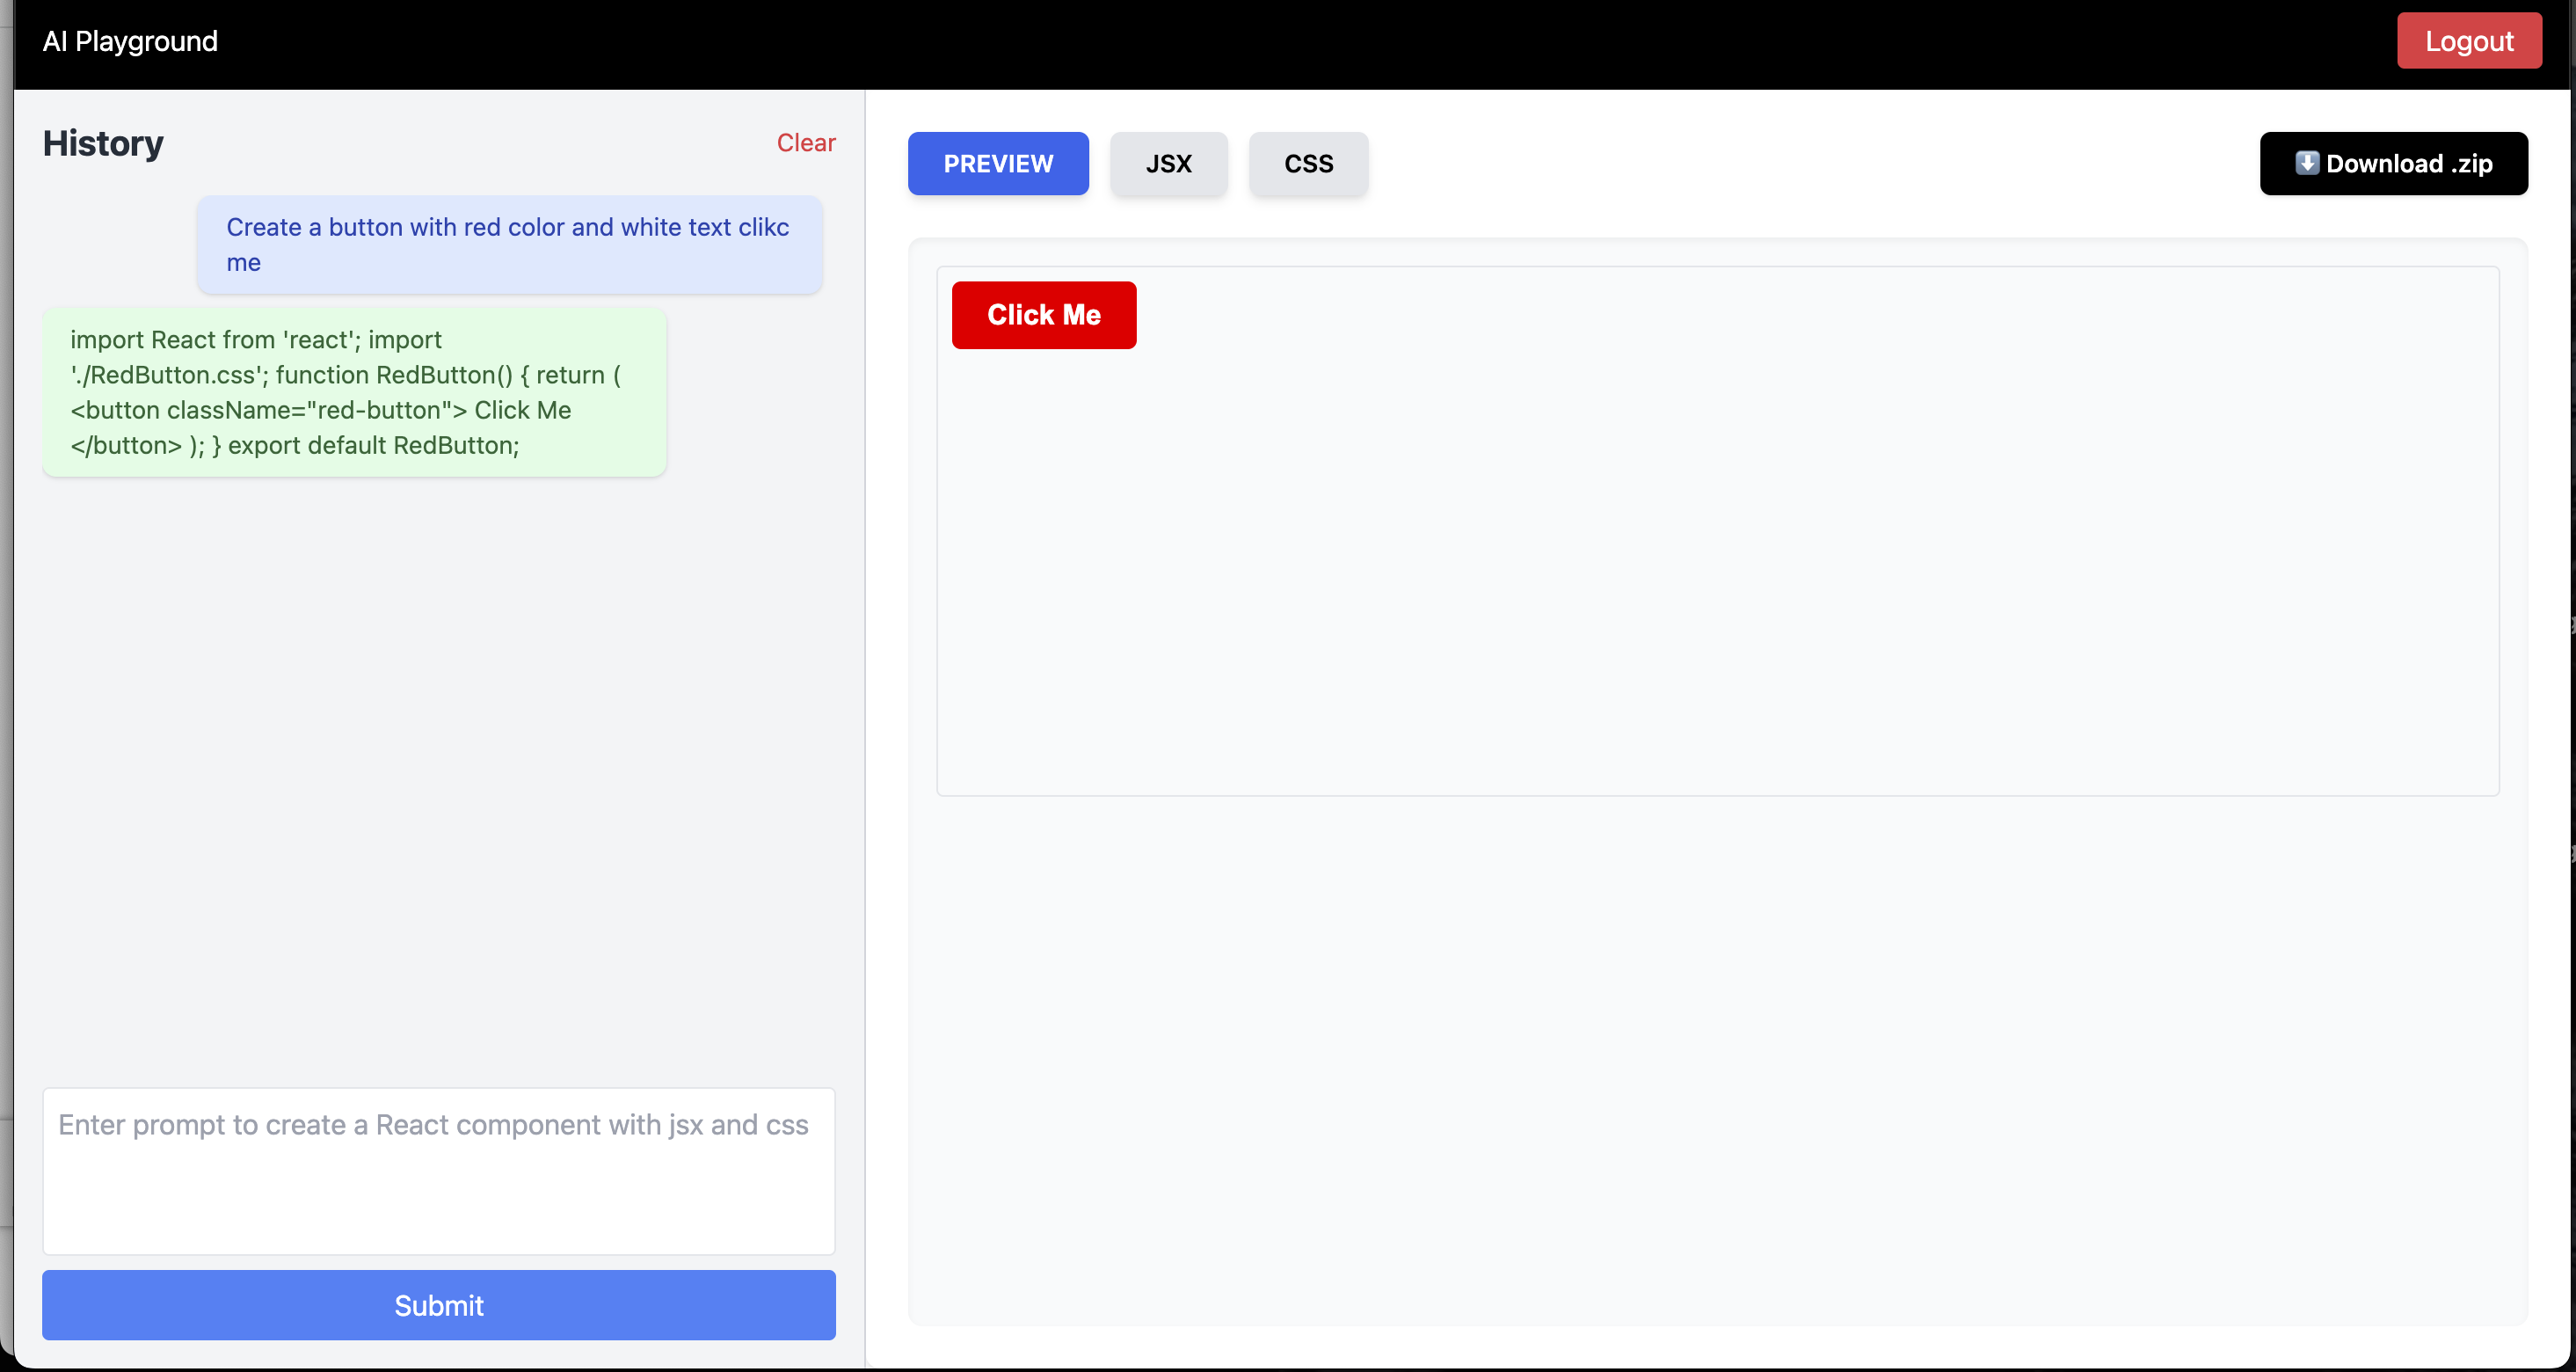 AI Playground
Logout
History
Clear
Create a button with red color and white text clikc
me
import React from 'react'; import
'./RedButton.css'; function RedButton() { return (
<button className="red-button"> Click Me
</button> ); } export default RedButton;
Enter prompt to create a React component with jsx and css
Submit
PREVIEW
JSX
CSS
⬇️ Download .zip
Click Me